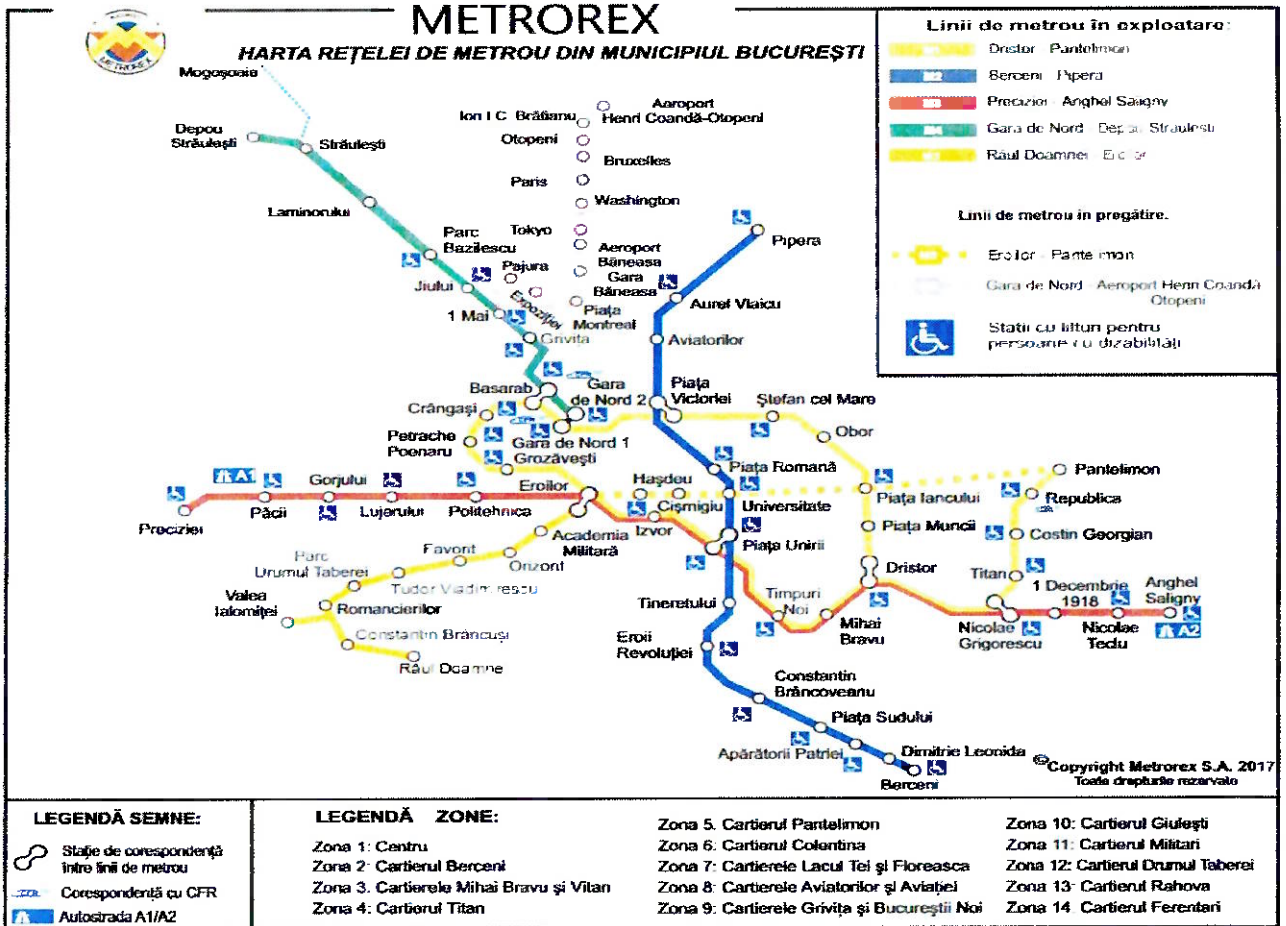 METROREX
HARTA REȚELEI DE METROU DIN MUNICIPIUL BUCUREȘTI
METROREX
Linii de metrou în exploatare:
Dristor Pantelimon
M2 Berceni Pipera
M3 Preciziei Anghel Saligny
M4 Gara de Nord Depou Străulești
Râul Doamnei Eroilor
Linii de metrou în pregătire.
Eroilor Pantelimon
Gara de Nord - Aeroport Henri Coandă
Otopeni
Stații cu lifturi pentru
persoane cu dizabilități
Mogoșoaia
Depou
Străulești
Străulești
Laminorului
Parc
Bazilescu
Jiului
1 Mai
Grivița
Basarab
Gara
de Nord 2
Gara de Nord 1
Crângași
Petrache
Poenaru
Grozăvești
Eroilor
Ion I C Brătianu
Aeroport
Henri Coandă-Otopeni
Otopeni
Bruxelles
Paris
Washington
Tokyo
Aeroport
Băneasa
Gara
Băneasa
Pajura
Expoziției
Piața
Montreal
Pipera
Aurel Vlaicu
Aviatorilor
Piața
Victoriei
Ștefan cel Mare
Obor
Piața Romană
Universitate
Piața Iancului
Piața Muncii
Dristor
Pantelimon
Republica
Costin Georgian
Titan
1 Decembrie
1918
Anghel
Saligny
A2
Nicolae
Grigorescu
Nicolae
Teclu
A1
Preciziei
Păcii
Gorjului
Lujerului
Politehnica
Hașdeu
Cișmigiu
Izvor
Piața Unirii
Academia
Militară
Orizont
Favorit
Tudor Vladimirescu
Parc
Drumul Taberei
Romancierilor
Valea
Ialomiței
Constantin Brâncuși
Râul Doamne
Timpuri
Noi
Mihai
Bravu
Tineretului
Eroii
Revoluției
Constantin
Brâncoveanu
Piața Sudului
Apărătorii Patriei
Dimitrie Leonida
Berceni
©Copyright Metrorex S.A. 2017
Toate drepturile rezervate
LEGENDĂ SEMNE:
Stație de corespondență
între linii de metrou
Corespondență cu CFR
Autostrada A1/A2
LEGENDĂ ZONE:
Zona 1: Centru
Zona 2: Cartierul Berceni
Zona 3. Cartierele Mihai Bravu și Vitan
Zona 4: Cartierul Titan
Zona 5. Cartierul Pantelimon
Zona 6: Cartierul Colentina
Zona 7: Cartierele Lacul Tei și Floreasca
Zona 8: Cartierele Aviatorilor și Aviației
Zona 9: Cartierele Grivița și Bucureștii Noi
Zona 10: Cartierul Giulești
Zona 11: Cartierul Militari
Zona 12: Cartierul Drumul Taberei
Zona 13: Cartierul Rahova
Zona 14: Cartierul Ferentari